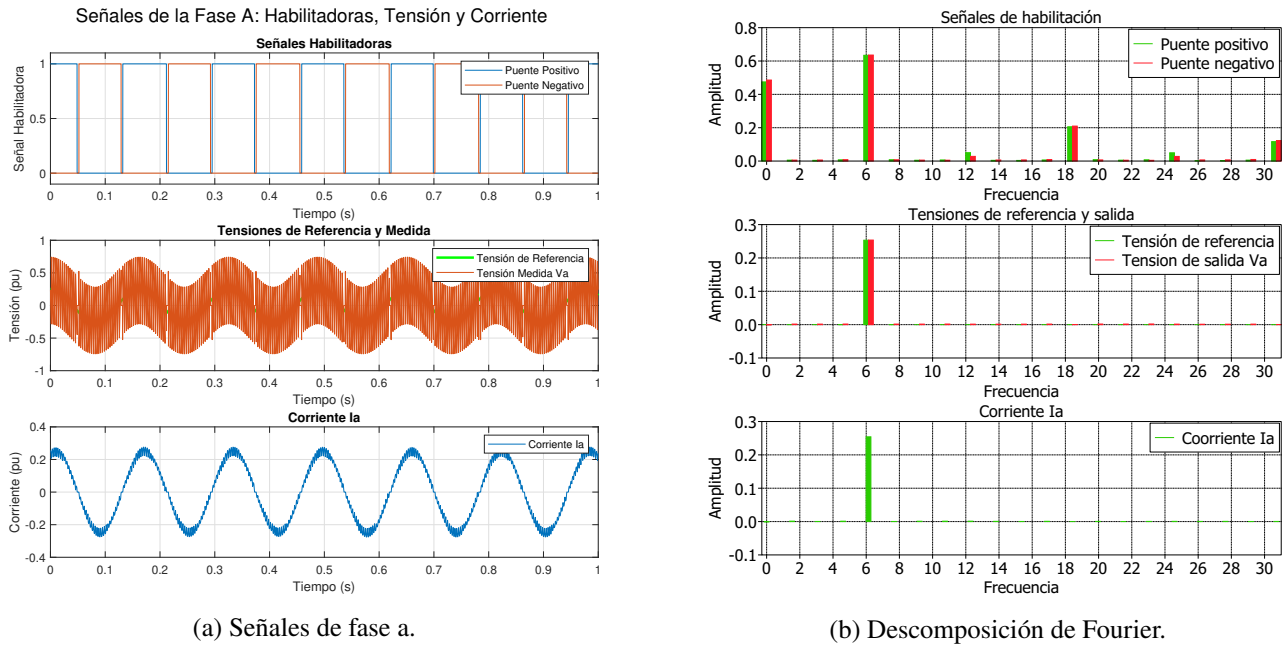 Señales de la Fase A: Habilitadoras, Tensión y Corriente
Señales Habilitadoras
Puente Positivo
Puente Negativo
Señal Habilitadora
1
0.5
0
0 0.1 0.2 0.3 0.4 0.5 0.6 0.7 0.8 0.9 1
Tiempo (s)
Tensiones de Referencia y Medida
Tensión de Referencia
Tensión Medida Va
Tensión (pu)
1
0.5
0
-0.5
-1
0 0.1 0.2 0.3 0.4 0.5 0.6 0.7 0.8 0.9 1
Tiempo (s)
Corriente Ia
Corriente Ia
Corriente (pu)
0.4
0.2
0
-0.2
-0.4
0 0.1 0.2 0.3 0.4 0.5 0.6 0.7 0.8 0.9 1
Tiempo (s)
(a) Señales de fase a.
Señales de habilitación
Puente positivo
Puente negativo
Amplitud
0.8
0.6
0.4
0.2
0.0
0 2 4 6 8 10 12 14 16 18 20 22 24 26 28 30
Frecuencia
Tensiones de referencia y salida
Tensión de referencia
Tension de salida Va
Amplitud
0.3
0.2
0.1
0.0
-0.1
0 2 4 6 8 10 12 14 16 18 20 22 24 26 28 30
Frecuencia
Corriente Ia
Coorriente Ia
Amplitud
0.3
0.2
0.1
0.0
-0.1
0 2 4 6 8 10 12 14 16 18 20 22 24 26 28 30
Frecuencia
(b) Descomposición de Fourier.